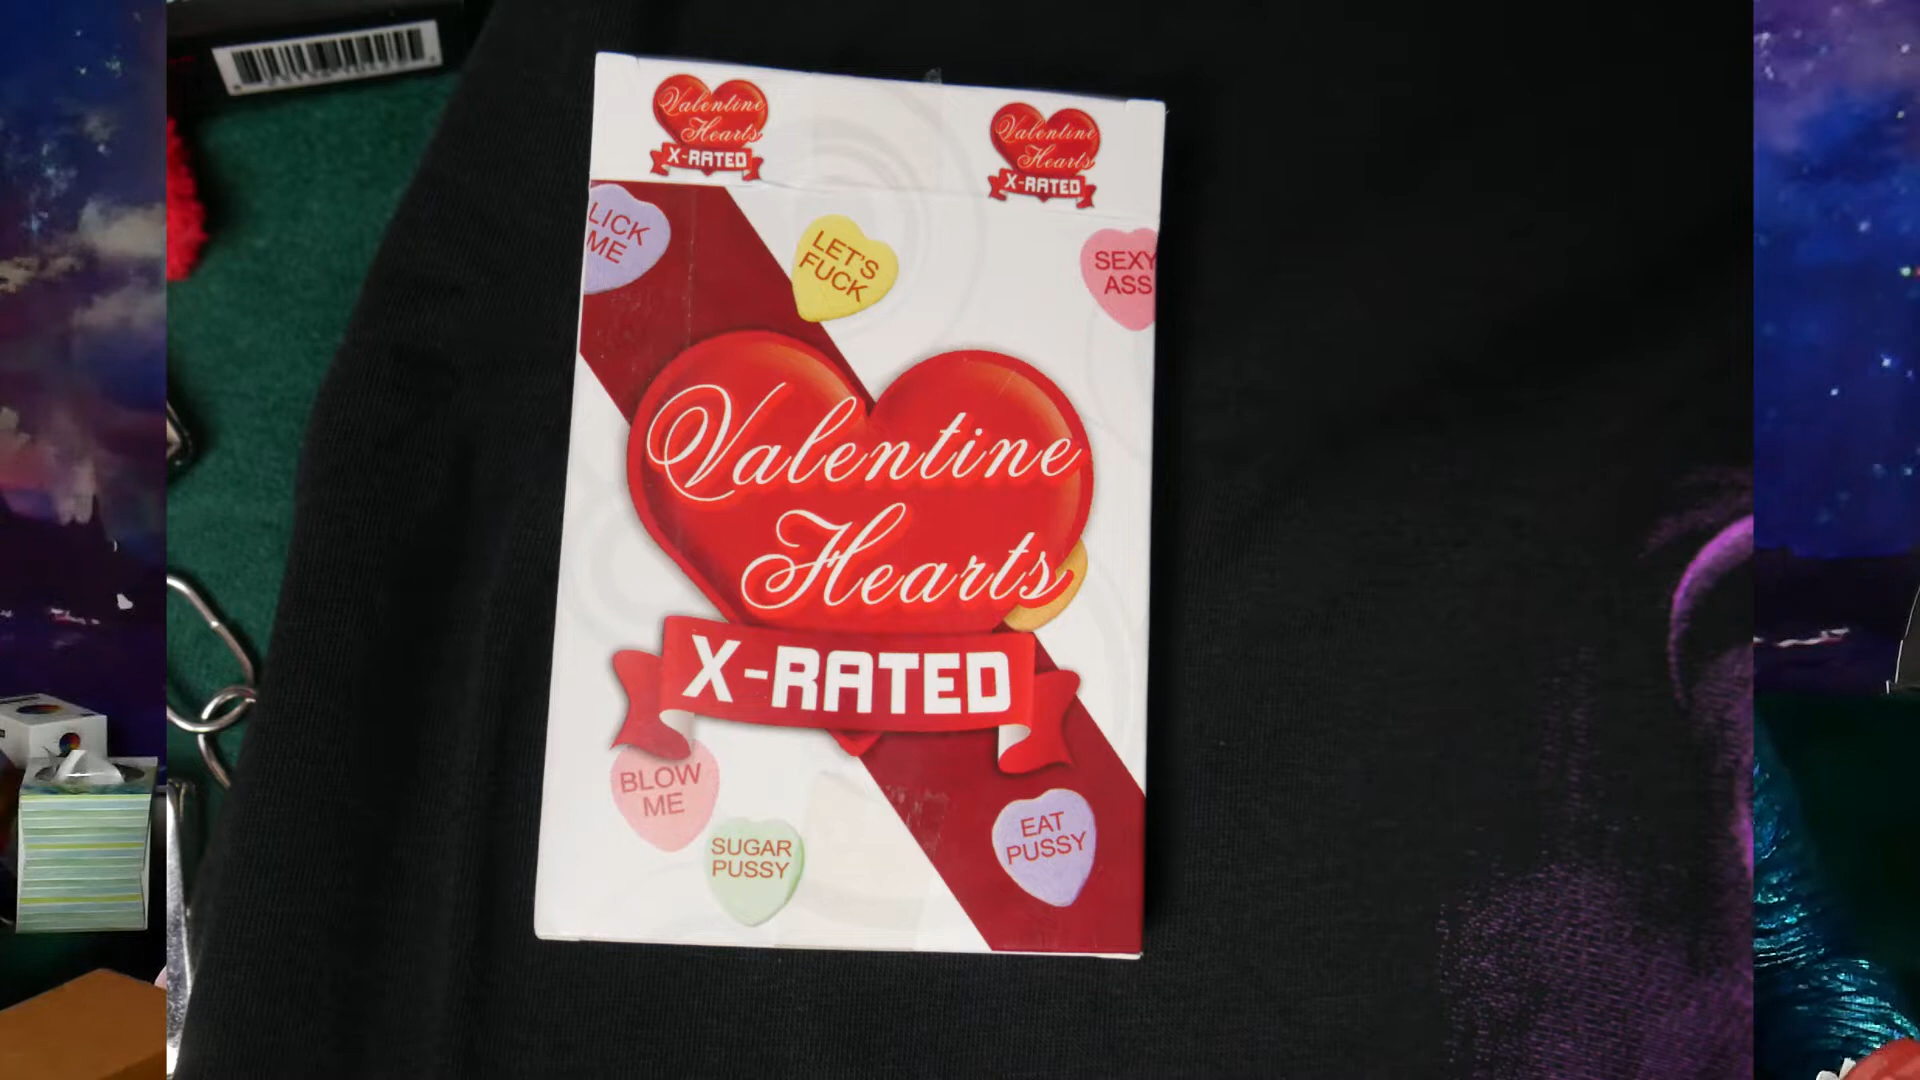 Valentine
Hearts
X-RATED
Valentine
Hearts
X-RATED
LICK
ME
LET'S
FUCK
SEXY
ASS
Valentine
Hearts
X-RATED
BLOW
ME
SUGAR
PUSSY
EAT
PUSSY